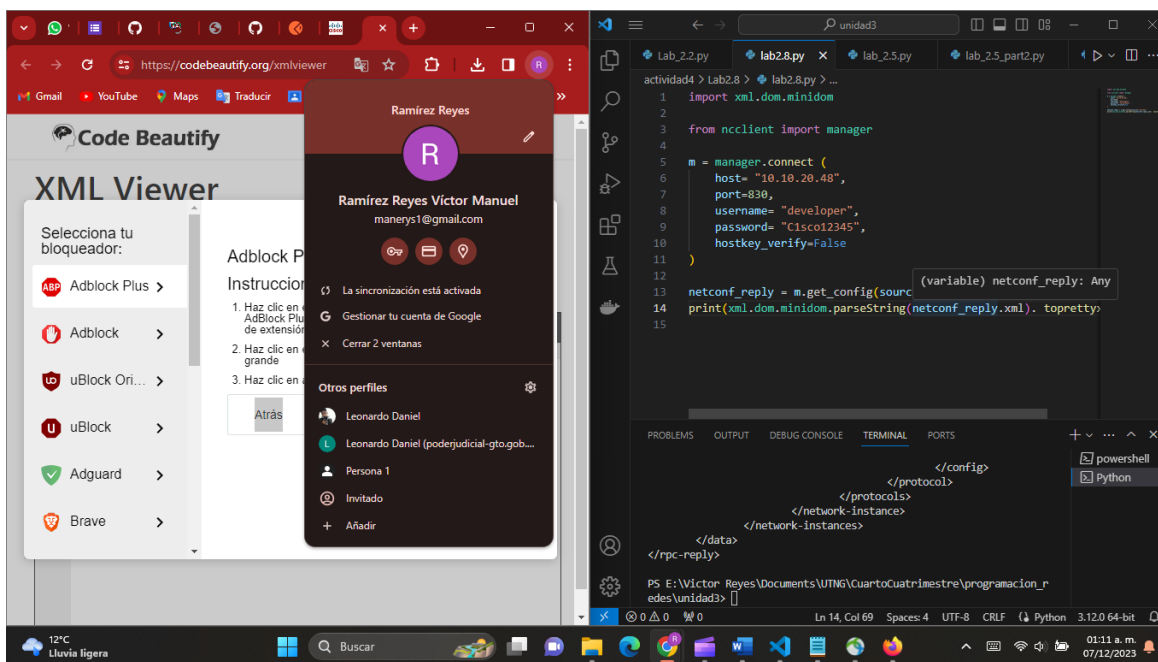 https://codebeautify.org/xmlviewer
Gmail
YouTube
Maps
Traducir
»
Code Beautify
XML Viewer
Selecciona tu
bloqueador:
Adblock Plus
Adblock
uBlock Ori...
uBlock
Adguard
Brave
Adblock P
Instruccior
1. Haz clic en
AdBlock Plu
de extensión
2. Haz clic en
grande
3. Haz clic en
Atrás
Ramírez Reyes
R
Ramírez Reyes Víctor Manuel
manerys1@gmail.com
La sincronización está activada
Gestionar tu cuenta de Google
Cerrar 2 ventanas
Otros perfiles
Leonardo Daniel
Leonardo Daniel (poderjudicial-gto.gob....
Persona 1
Invitado
Añadir
unidad3
Lab_2.2.py
lab2.8.py
lab_2.5.py
lab_2.5_part2.py
actividad4 > Lab2.8 > lab2.8.py > ...
1 import xml.dom.minidom
2
3 from ncclient import manager
4
5 m = manager.connect (
6 host= "10.10.20.48",
7 port=830,
8 username= "developer",
9 password= "C1sco12345",
10 hostkey_verify=False
11 )
12
(variable) netconf_reply: Any
13 netconf_reply = m.get_config(sourc
14 print(xml.dom.minidom.parseString(netconf_reply.xml). toprettyx
15
PROBLEMS OUTPUT DEBUG CONSOLE TERMINAL PORTS
powershell
Python
</config>
</protocol>
</protocols>
</network-instance>
</network-instances>
</data>
</rpc-reply>
PS E:\Victor Reyes\Documents\UTNG\CuartoCuatrimestre\programacion_r
edes\unidad3>
0 0 0 Ln 14, Col 69 Spaces: 4 UTF-8 CRLF Python 3.12.0 64-bit
12°C
Lluvia ligera
Buscar
01:11 a. m.
07/12/2023